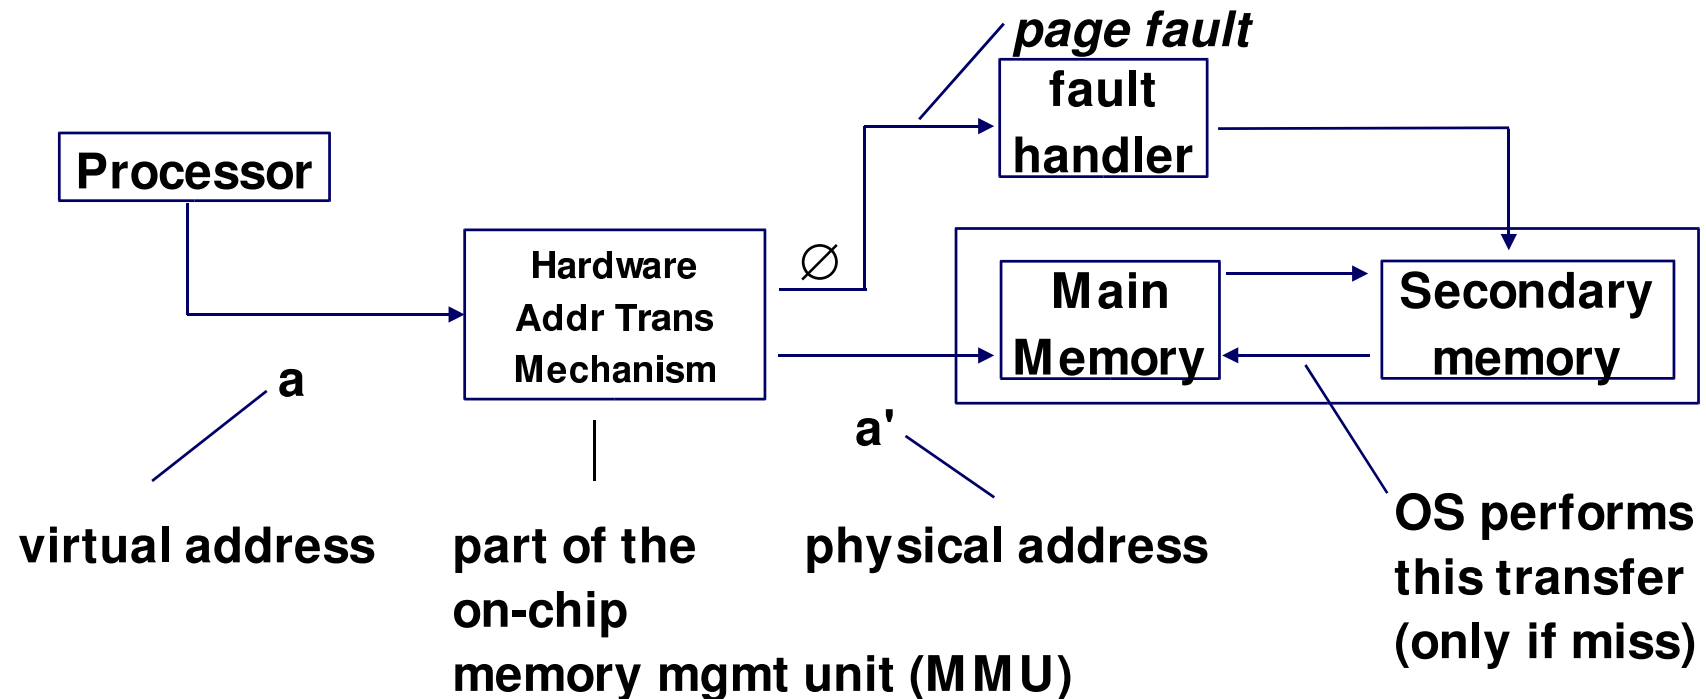 page fault
fault
handler
Processor
Hardware
Addr Trans
Mechanism
∅
Main
Memory
Secondary
memory
a
a'
virtual address
part of the
on-chip
memory mgmt unit (MMU)
physical address
OS performs
this transfer
(only if miss)